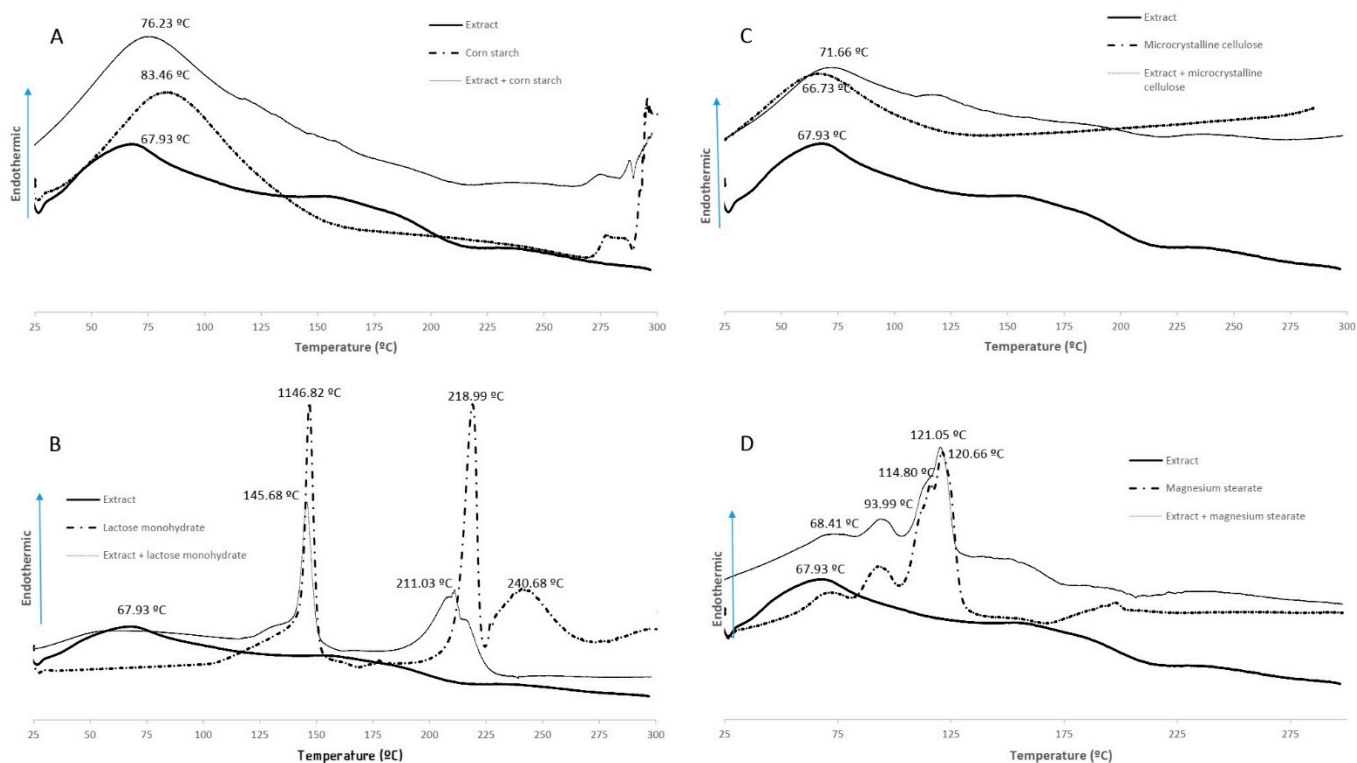 A
76.23 ºC
83.46 ºC
67.93 ºC
Extract
Corn starch
Extract + corn starch
Endothermic
25 50 75 100 125 150 175 200 225 250 275 300
Temperature (ºC)
C
71.66 ºC
66.73 ºC
67.93 ºC
Extract
Microcrystalline cellulose
Extract + microcrystalline
cellulose
Endothermic
25 50 75 100 125 150 175 200 225 250 275 300
Temperature (ºC)
B
1146.82 ºC
218.99 ºC
145.68 ºC
211.03 ºC
240.68 ºC
67.93 ºC
Extract
Lactose monohydrate
Extract + lactose monohydrate
Endothermic
25 50 75 100 125 150 175 200 225 250 275 300
Temperature (ºC)
D
121.05 ºC
120.66 ºC
114.80 ºC
93.99 ºC
68.41 ºC
67.93 ºC
Extract
Magnesium stearate
Extract + magnesium stearate
Endothermic
25 75 125 175 225 275
Temperature (ºC)